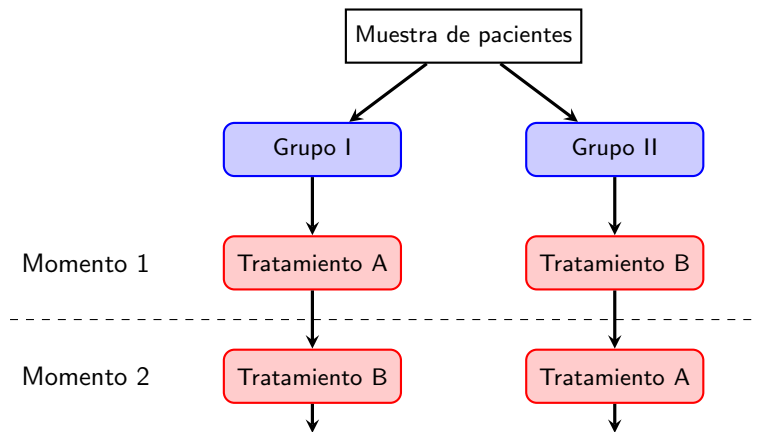 Muestra de pacientes
Grupo I
Grupo II
Momento 1
Tratamiento A
Tratamiento B
Momento 2
Tratamiento B
Tratamiento A